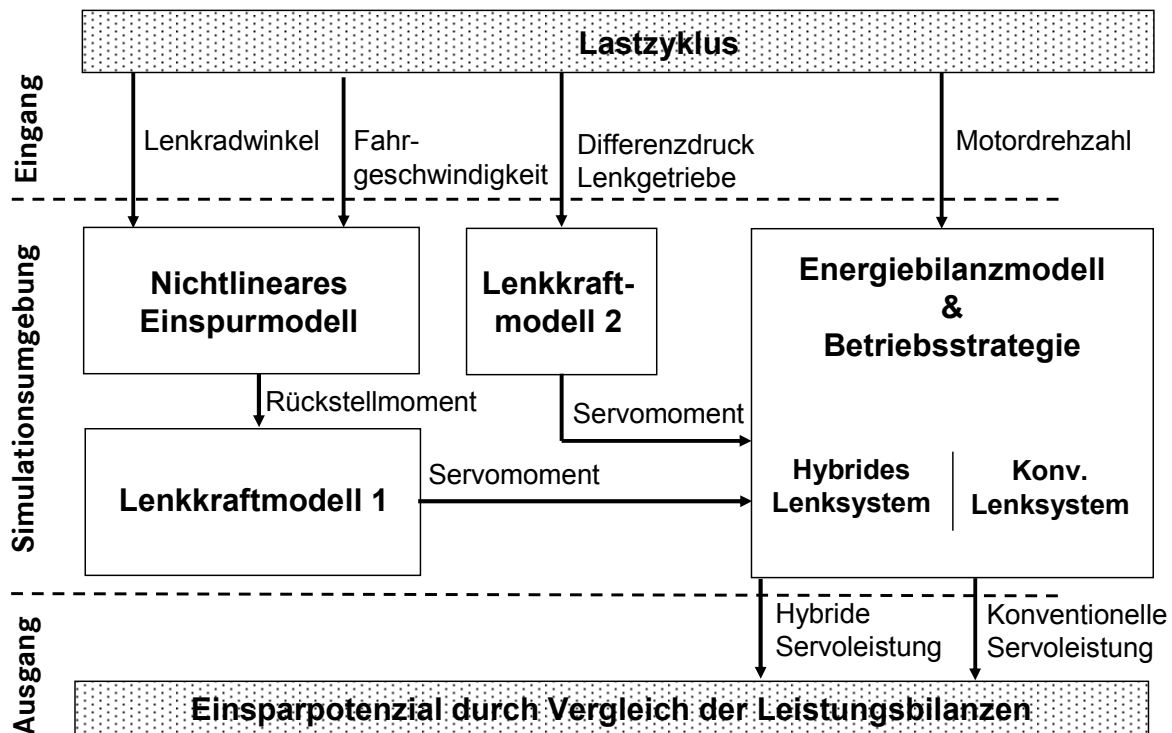 Lastzyklus
Eingang
Lenkradwinkel
Fahr-
geschwindigkeit
Differenzdruck
Lenkgetriebe
Motordrehzahl
Simulationsumgebung
Nichtlineares
Einspurmodell
Lenkkraft-
modell 2
Energiebilanzmodell
&
Betriebsstrategie
Rückstellmoment
Servomoment
Lenkkraftmodell 1
Servomoment
Hybrides
Lenksystem
Konv.
Lenksystem
Ausgang
Hybride
Servoleistung
Konventionelle
Servoleistung
Einsparpotenzial durch Vergleich der Leistungsbilanzen